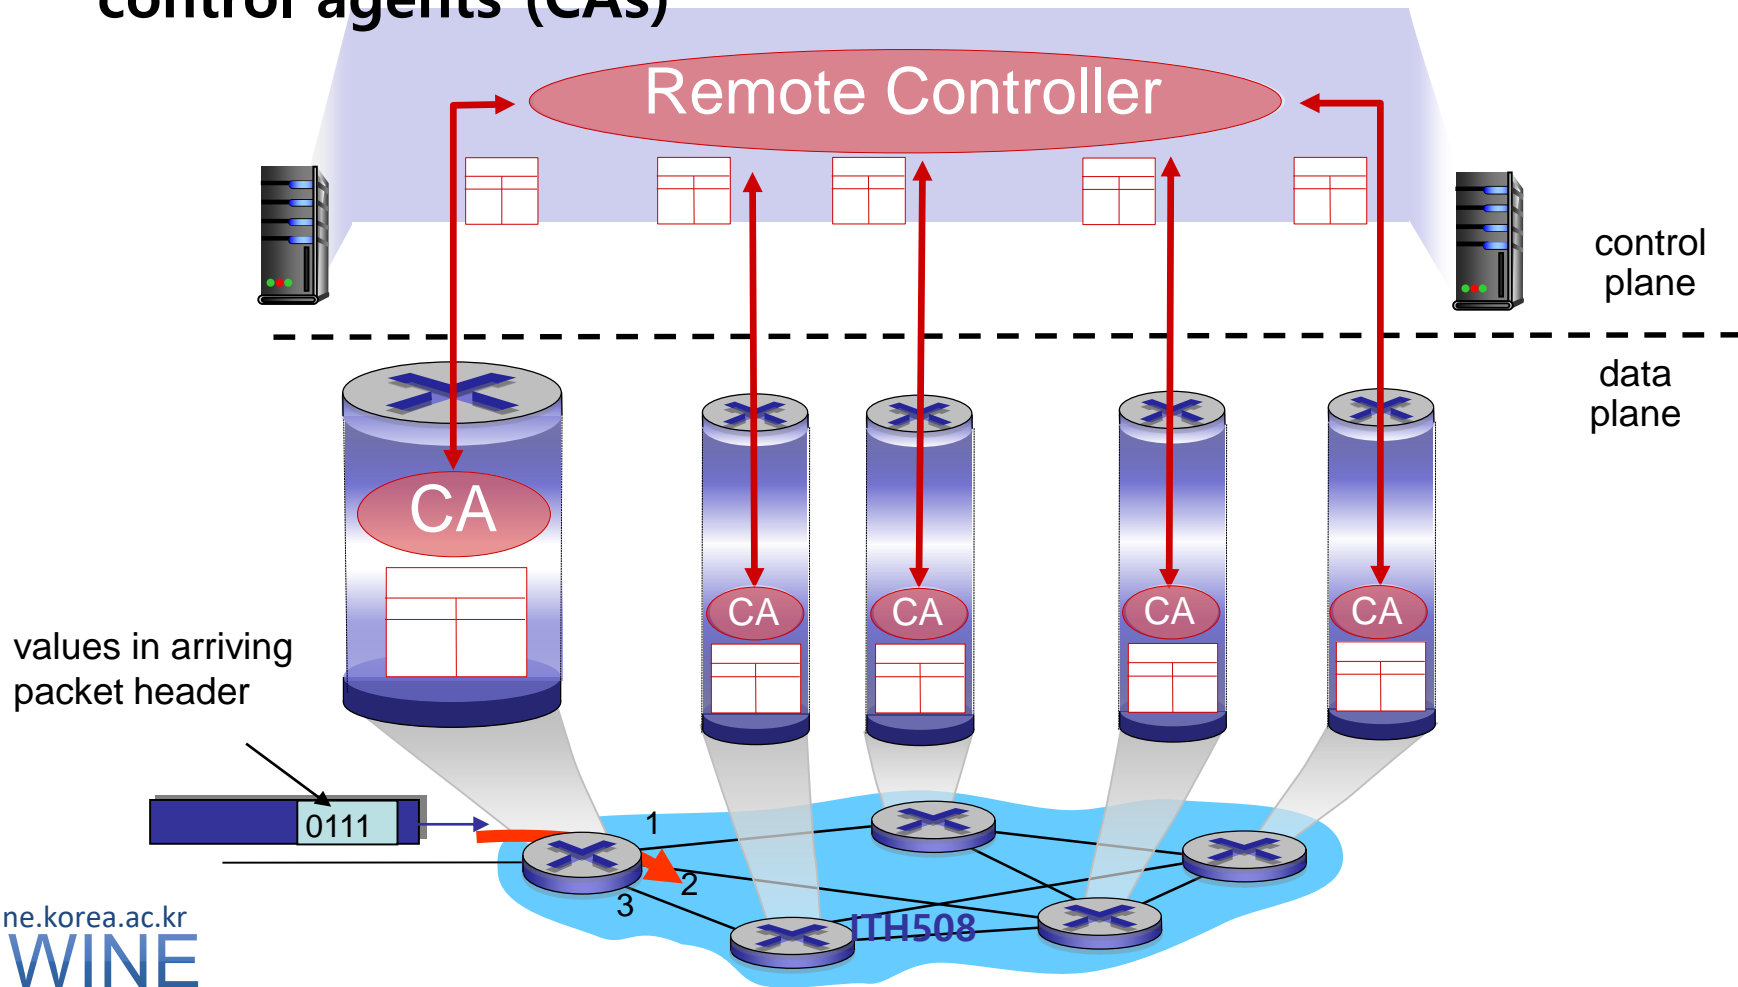 control agents (CAs)
Remote Controller
control
plane
data
plane
CA
CA
CA
CA
CA
values in arriving
packet header
0111
1
2
3
ne.korea.ac.kr
WINE
ITH508